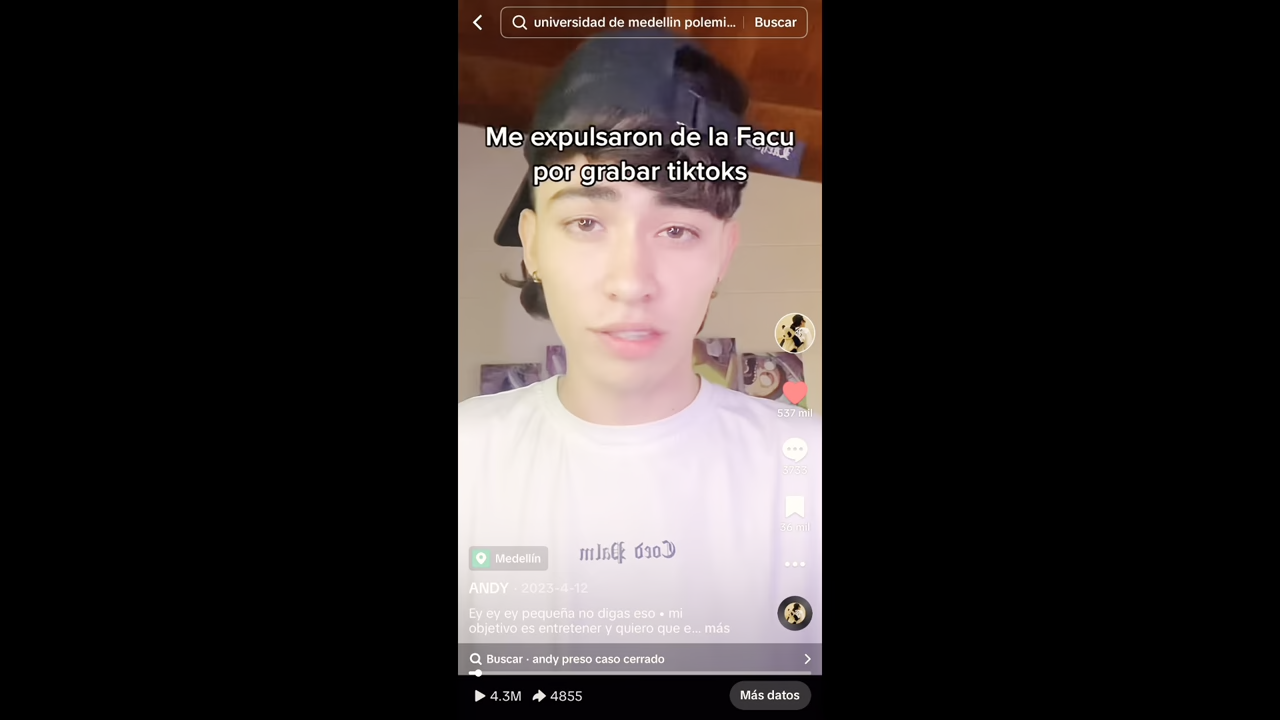 universidad de medellin polemi... Buscar
Me expulsaron de la Facu
por grabar tiktoks
537 mil
Cord Palm
Medellín
ANDY · 2023-4-12
Ey ey ey pequeña no digas eso • mi
objetivo es entretener y quiero que e... más
Buscar · andy preso caso cerrado
4.3M 4855 Más datos